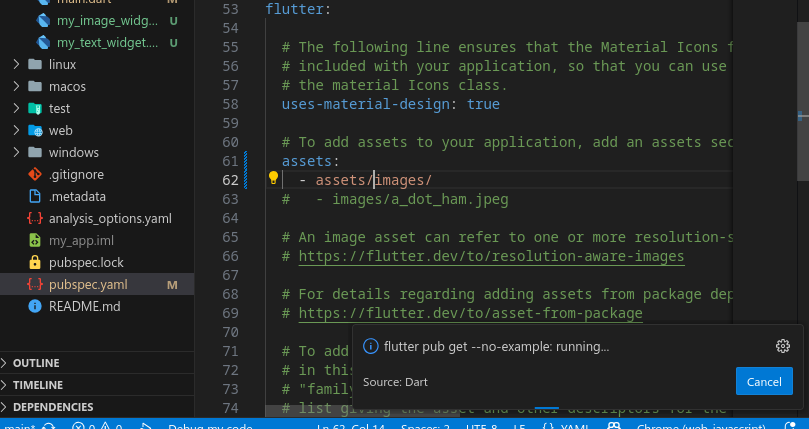 main.dart M
my_image_widg... U
my_text_widget.... U
linux
macos
test
web
windows
.gitignore
.metadata
analysis_options.yaml
my_app.iml
pubspec.lock
pubspec.yaml M
README.md
OUTLINE
TIMELINE
DEPENDENCIES
53 flutter:
54
55 # The following line ensures that the Material Icons f
56 # included with your application, so that you can use
57 # the material Icons class.
58 uses-material-design: true
59
60 # To add assets to your application, add an assets sec
61 assets:
62 - assets/images/
63 # - images/a_dot_ham.jpeg
64
65 # An image asset can refer to one or more resolution-s
66 # https://flutter.dev/to/resolution-aware-images
67
68 # For details regarding adding assets from package dep
69 # https://flutter.dev/to/asset-from-package
70
71 # To add
72 # in this
73 # "family
74 # list giving the asset and other descriptors for the
flutter pub get --no-example: running...
Source: Dart
Cancel
main* 0 0 Debug my code Ln 62, Col 14 Spaces: 2 UTF-8 LF {} YAML Chrome (web-javascript)